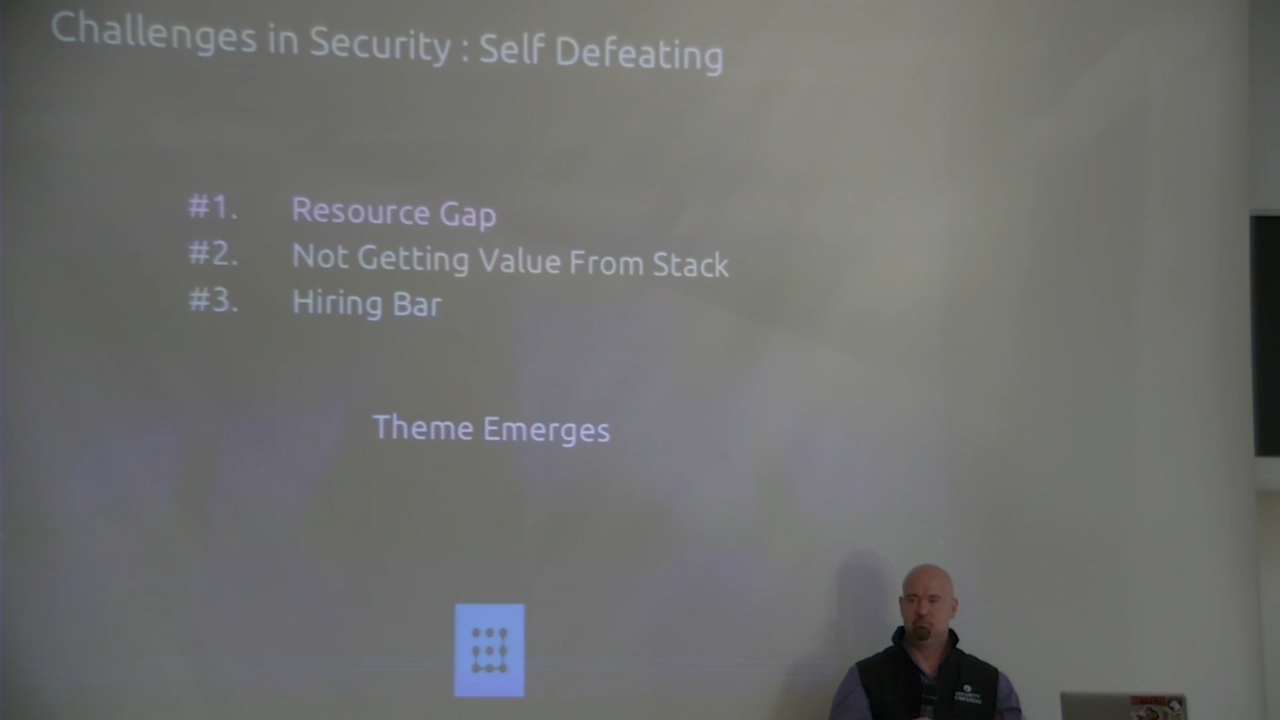 Challenges in Security : Self Defeating
#1. Resource Gap
#2. Not Getting Value From Stack
#3. Hiring Bar
Theme Emerges
SECURITY